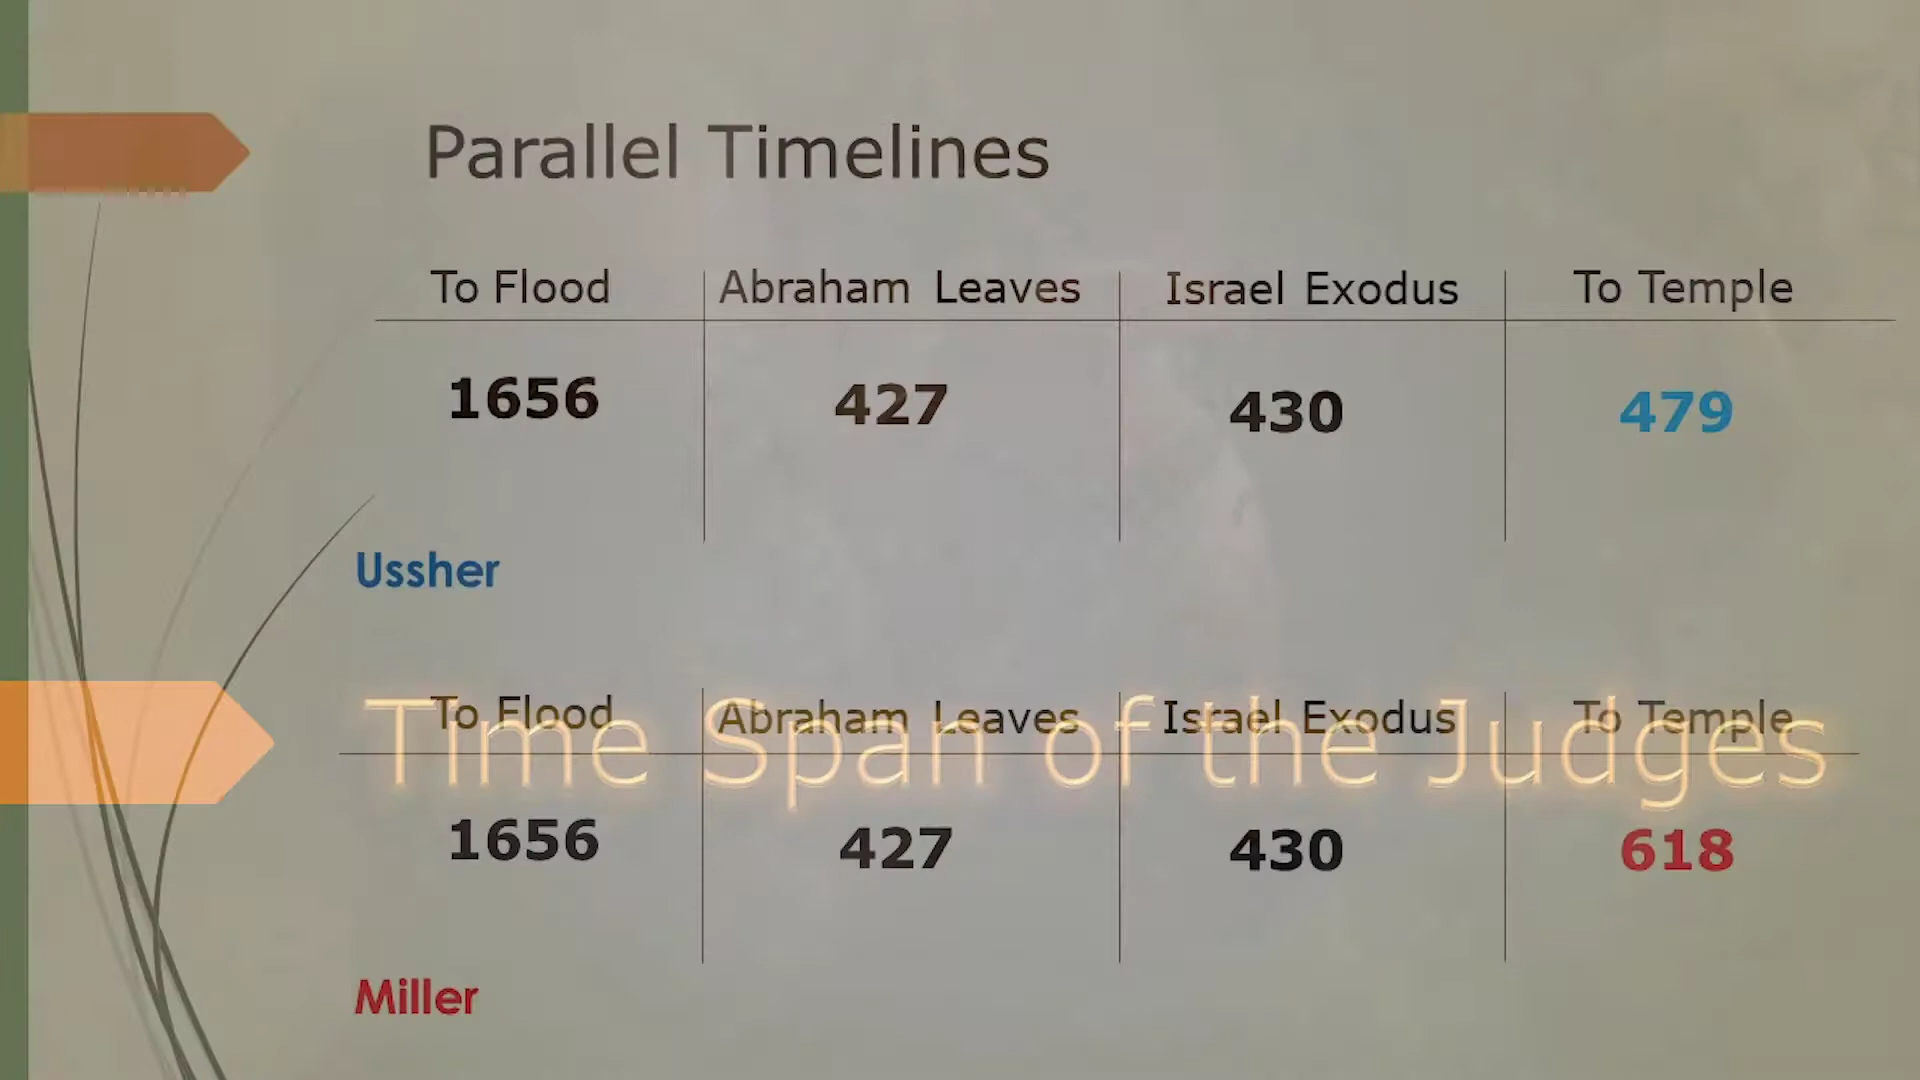 Parallel Timelines
To Flood Abraham Leaves Israel Exodus To Temple
1656 427 430 479
Ussher
To Flood Abraham Leaves Israel Exodus To Temple
Time Span of the Judges
1656 427 430 618
Miller